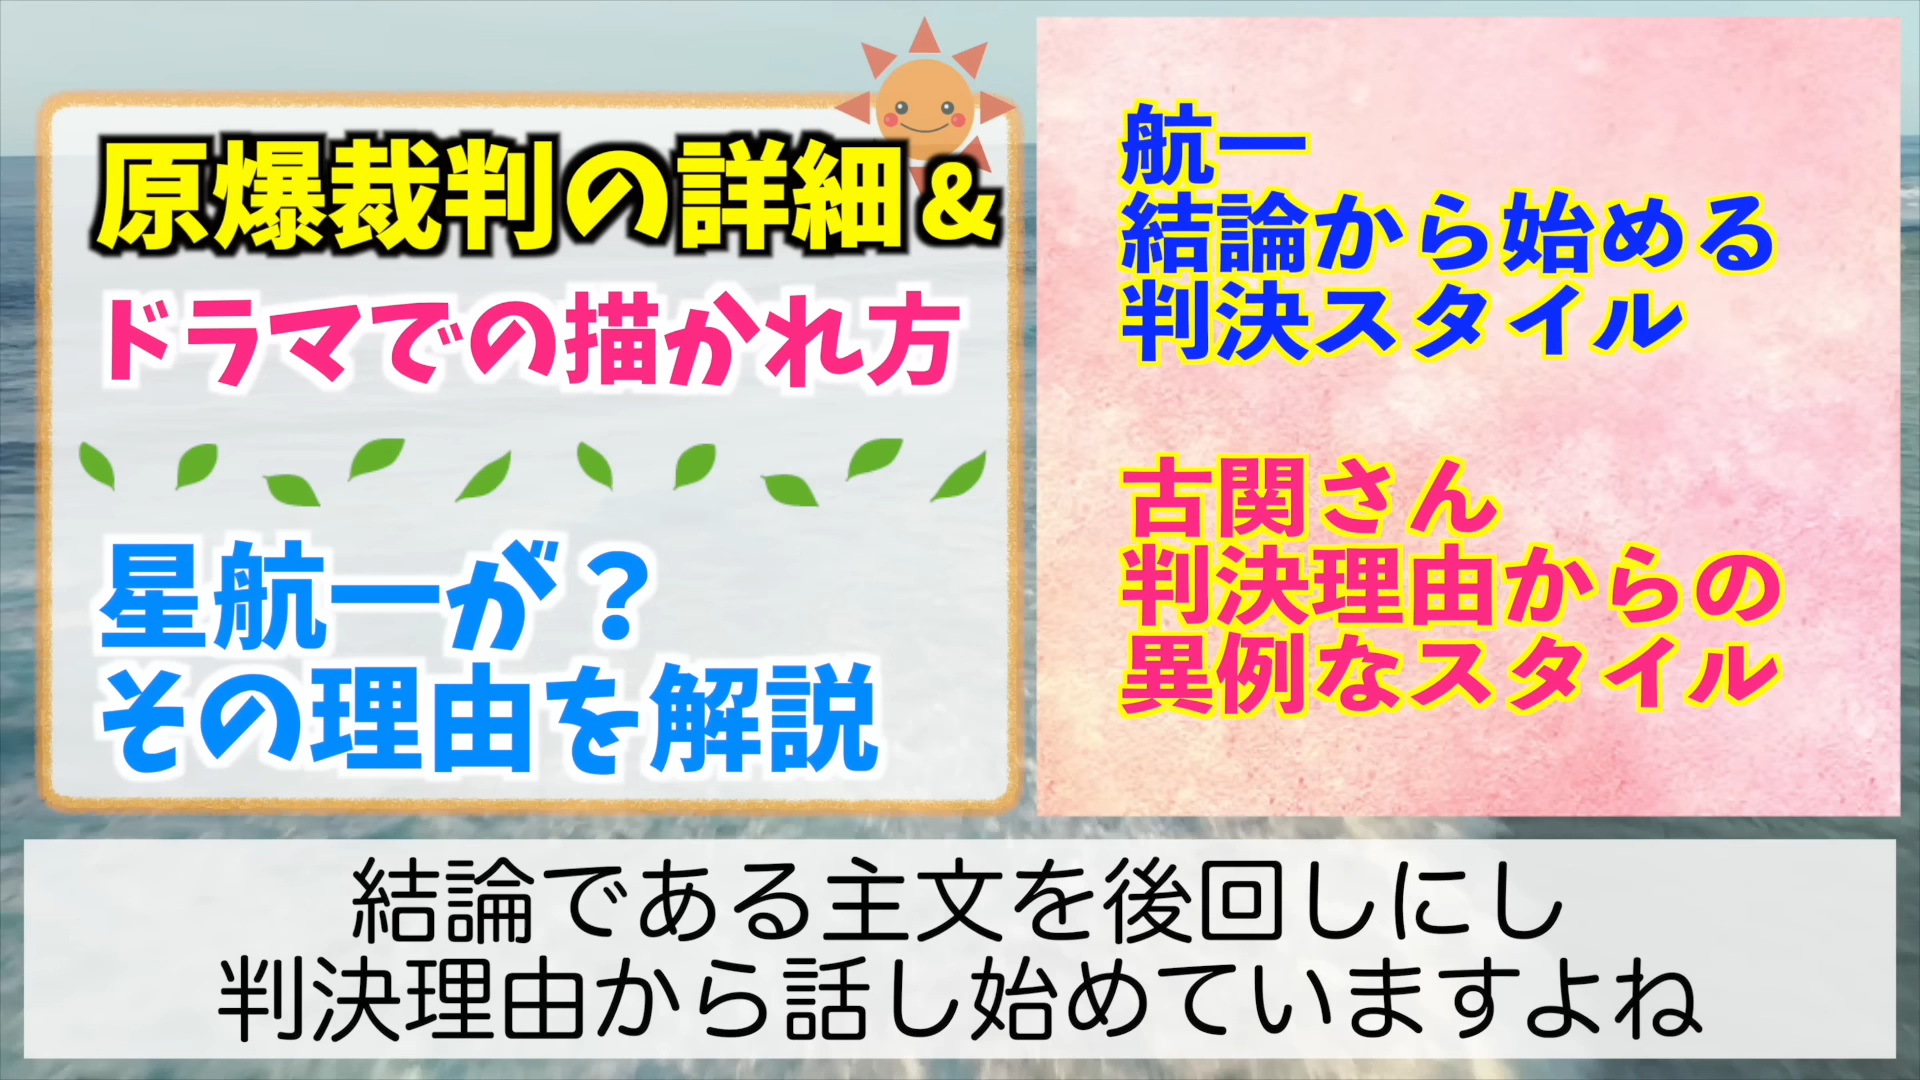 原爆裁判の詳細&
ドラマでの描かれ方
星航一が？
その理由を解説
航一
結論から始める
判決スタイル
古関さん
判決理由からの
異例なスタイル
結論である主文を後回しにし
判決理由から話し始めていますよね